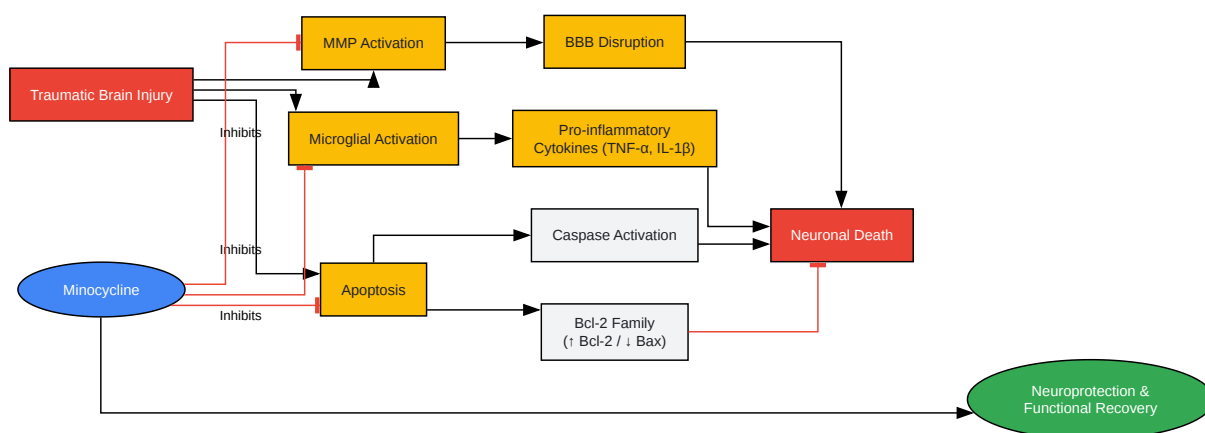 MMP Activation
BBB Disruption
Traumatic Brain Injury
Inhibits
Microglial Activation
Pro-inflammatory
Cytokines (TNF-α, IL-1β)
Inhibits
Caspase Activation
Neuronal Death
Minocycline
Apoptosis
Inhibits
Bcl-2 Family
(↑ Bcl-2 / ↓ Bax)
Neuroprotection &
Functional Recovery